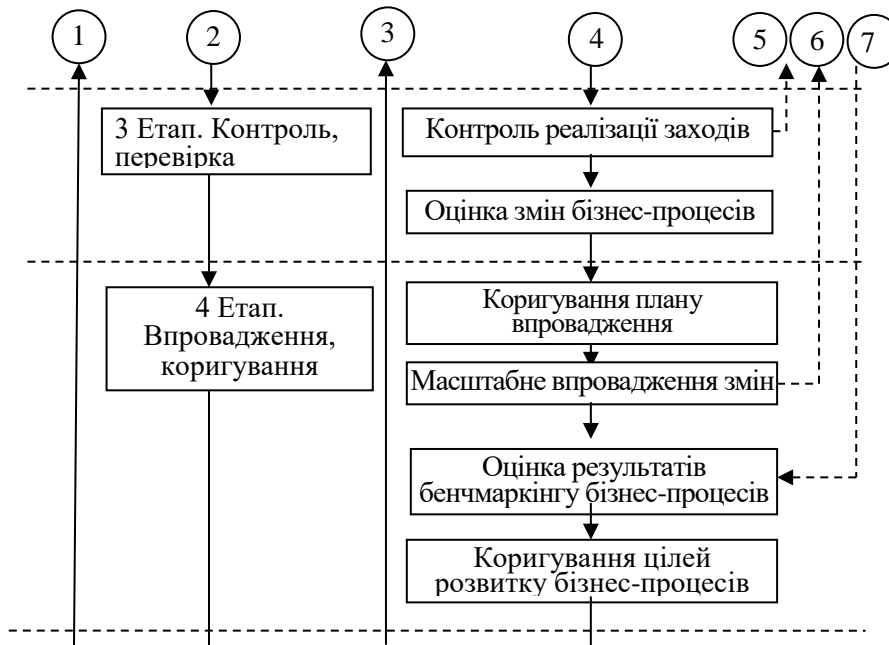 1
2
3
4
5
6
7
3 Етап. Контроль,
перевірка
Контроль реалізації заходів
Оцінка змін бізнес-процесів
4 Етап.
Впровадження,
коригування
Коригування плану
впровадження
Масштабне впровадження змін
Оцінка результатів
бенчмаркінгу бізнес-процесів
Коригування цілей
розвитку бізнес-процесів